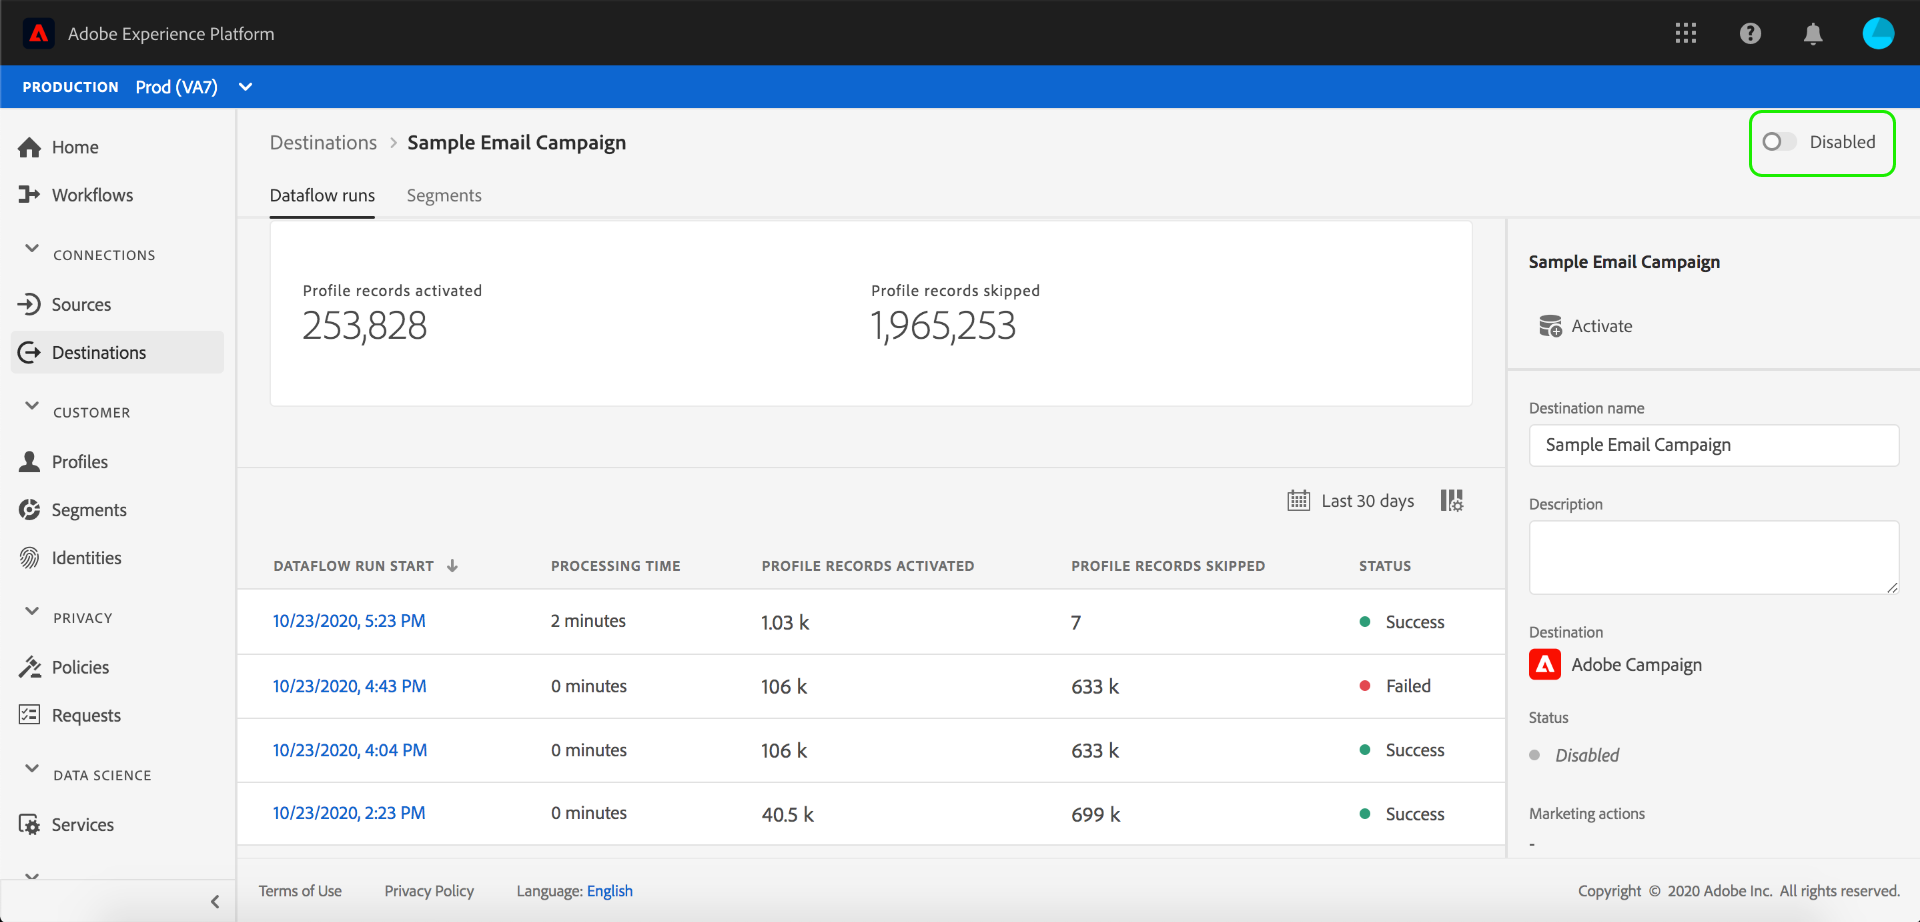 Adobe Experience Platform
PRODUCTION Prod (VA7)
Home
Workflows
CONNECTIONS
Sources
Destinations
CUSTOMER
Profiles
Segments
Identities
PRIVACY
Policies
Requests
DATA SCIENCE
Services
Destinations > Sample Email Campaign
Disabled
Dataflow runs Segments
Profile records activated
253,828
Profile records skipped
1,965,253
Last 30 days
DATAFLOW RUN START PROCESSING TIME PROFILE RECORDS ACTIVATED PROFILE RECORDS SKIPPED STATUS
10/23/2020, 5:23 PM 2 minutes 1.03 k 7 Success
10/23/2020, 4:43 PM 0 minutes 106 k 633 k Failed
10/23/2020, 4:04 PM 0 minutes 106 k 633 k Success
10/23/2020, 2:23 PM 0 minutes 40.5 k 699 k Success
Sample Email Campaign
Activate
Destination name
Sample Email Campaign
Description
Destination
Adobe Campaign
Status
Disabled
Marketing actions
-
Terms of Use Privacy Policy Language: English
Copyright © 2020 Adobe Inc. All rights reserved.